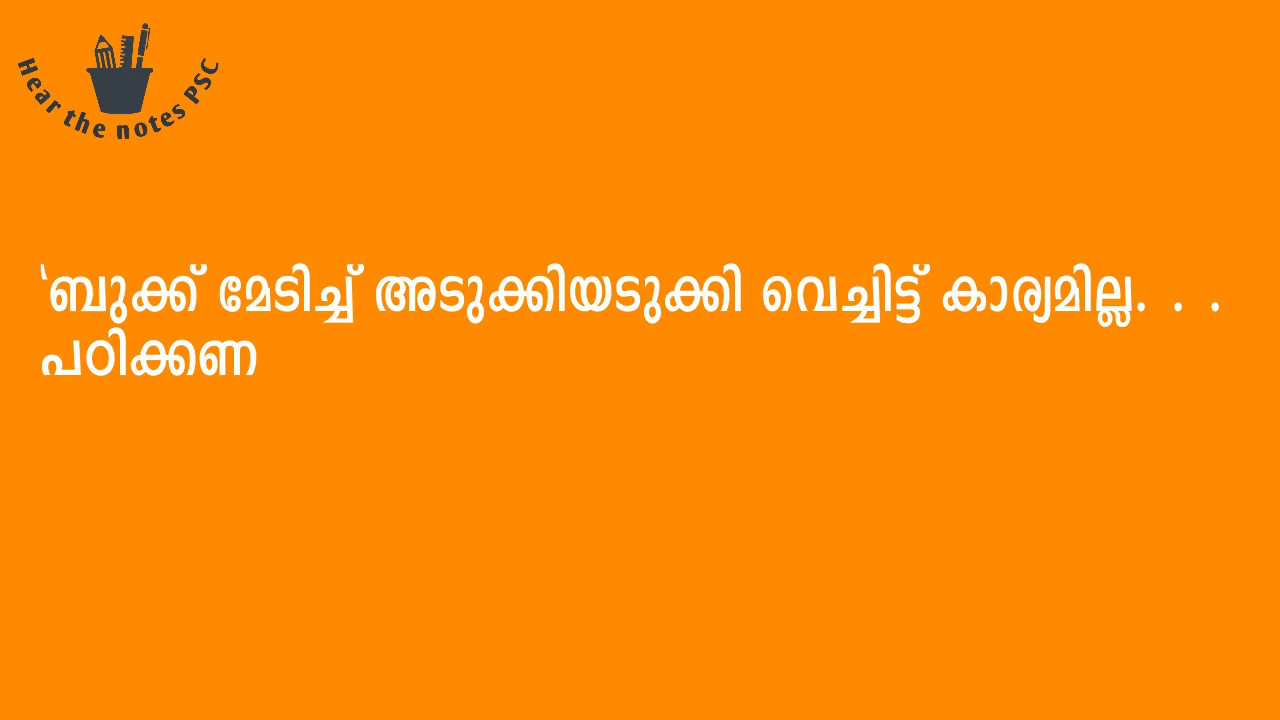 Hear the notes PSC
‘ബുക്ക് മേടിച്ച് അടുക്കിയടുക്കി വെച്ചിട്ട് കാര്യമില്ല. . .
പഠിക്കണ